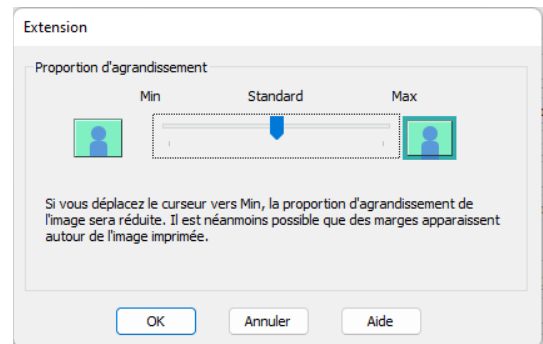 Extension
Proportion d'agrandissement
Min Standard Max
Si vous déplacez le curseur vers Min, la proportion d'agrandissement de
l'image sera réduite. Il est néanmoins possible que des marges apparaissent
autour de l'image imprimée.
OK Annuler Aide